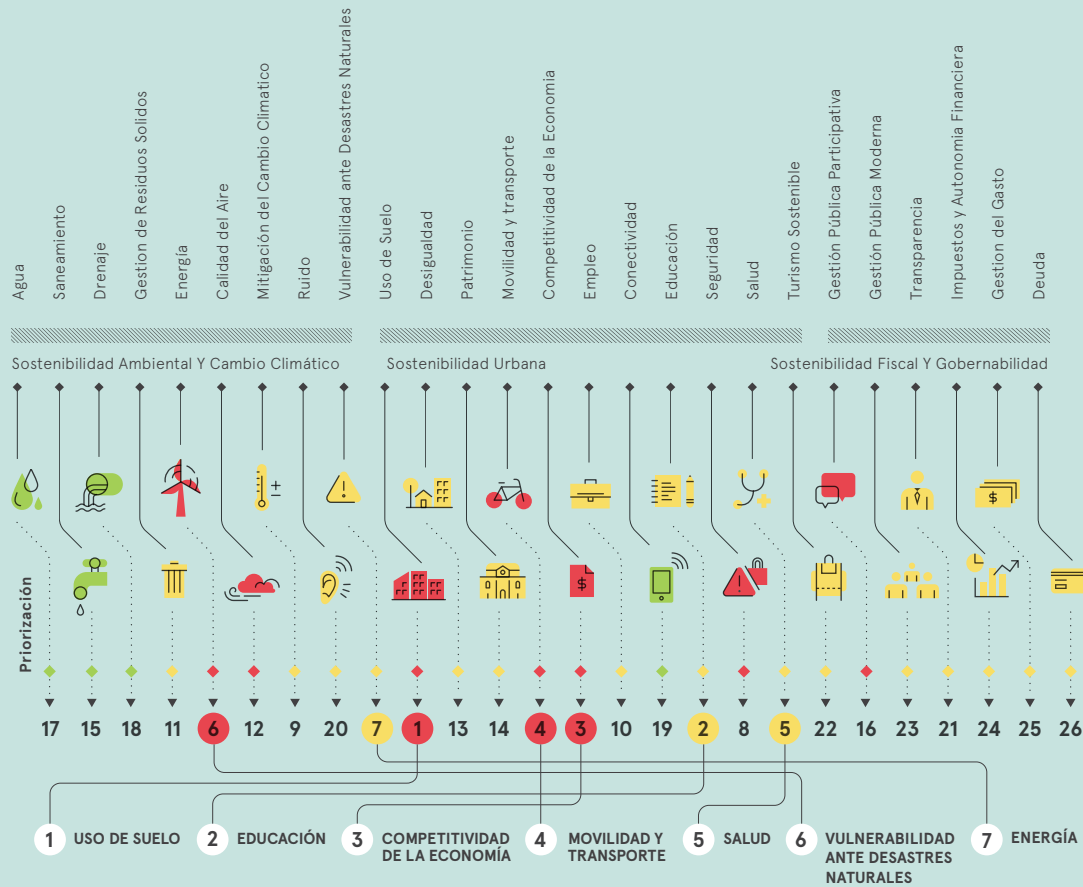 Agua
Saneamiento
Drenaje
Gestion de Residuos Solidos
Energía
Calidad del Aire
Mitigación del Cambio Climatico
Ruido
Vulnerabilidad ante Desastres Naturales
Uso de Suelo
Desigualdad
Patrimonio
Movilidad y transporte
Competitividad de la Economia
Empleo
Conectividad
Educación
Seguridad
Salud
Turismo Sostenible
Gestión Pública Participativa
Gestión Pública Moderna
Transparencia
Impuestos y Autonomia Financiera
Gestion del Gasto
Deuda
Sostenibilidad Ambiental Y Cambio Climático
Sostenibilidad Urbana
Sostenibilidad Fiscal Y Gobernabilidad
±
$
$
Priorización
17 15 18 11 6 12 9 20 7 1 13 14 4 3 10 19 2 8 5 22 16 23 21 24 25 26
1 USO DE SUELO
2 EDUCACIÓN
3 COMPETITIVIDAD
DE LA ECONOMÍA
4 MOVILIDAD Y
TRANSPORTE
5 SALUD
6 VULNERABILIDAD
ANTE DESASTRES
NATURALES
7 ENERGÍA